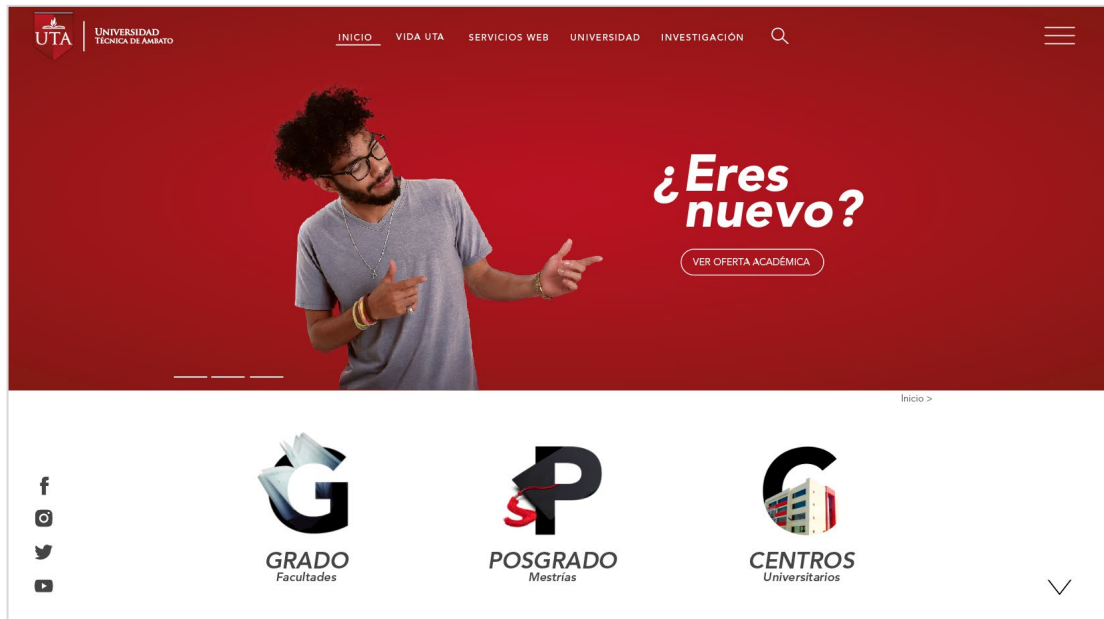 UTA
UNIVERSIDAD
TÉCNICA DE AMBATO
INICIO VIDA UTA SERVICIOS WEB UNIVERSIDAD INVESTIGACIÓN
¿Eres
nuevo?
VER OFERTA ACADÉMICA
Inicio >
G sP C
GRADO
Facultades
POSGRADO
Mestrías
CENTROS
Universitarios